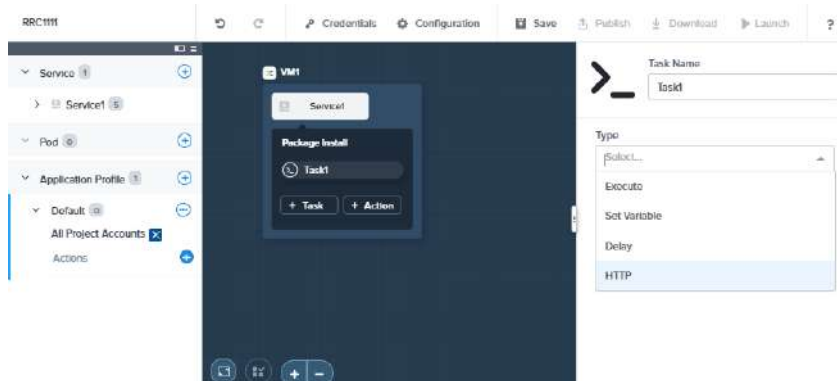 RRC1111
Credentials
Configuration
Save
Publish
Download
Launch
?
Service 1
Service1 5
Pod 0
Application Profile 1
Default 0
All Project Accounts
Actions
VM1
Service1
Package Install
Task1
+ Task
+ Action
Task Name
Task1
Type
Select...
Execute
Set Variable
Delay
HTTP